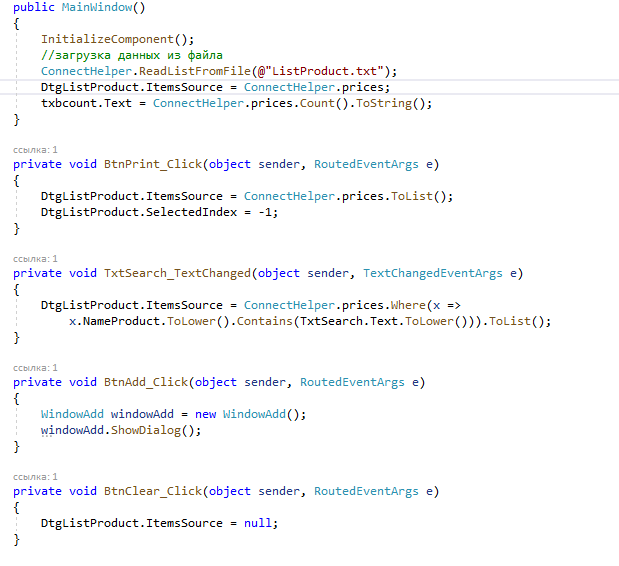 public MainWindow()
{
InitializeComponent();
//загрузка данных из файла
ConnectHelper.ReadListFromFile(@"ListProduct.txt");
DtgListProduct.ItemsSource = ConnectHelper.prices;
txbcount.Text = ConnectHelper.prices.Count().ToString();
}
ссылка: 1
private void BtnPrint_Click(object sender, RoutedEventArgs e)
{
DtgListProduct.ItemsSource = ConnectHelper.prices.ToList();
DtgListProduct.SelectedIndex = -1;
}
ссылка: 1
private void TxtSearch_TextChanged(object sender, TextChangedEventArgs e)
{
DtgListProduct.ItemsSource = ConnectHelper.prices.Where(x =>
x.NameProduct.ToLower().Contains(TxtSearch.Text.ToLower())).ToList();
}
ссылка: 1
private void BtnAdd_Click(object sender, RoutedEventArgs e)
{
WindowAdd windowAdd = new WindowAdd();
windowAdd.ShowDialog();
}
ссылка: 1
private void BtnClear_Click(object sender, RoutedEventArgs e)
{
DtgListProduct.ItemsSource = null;
}